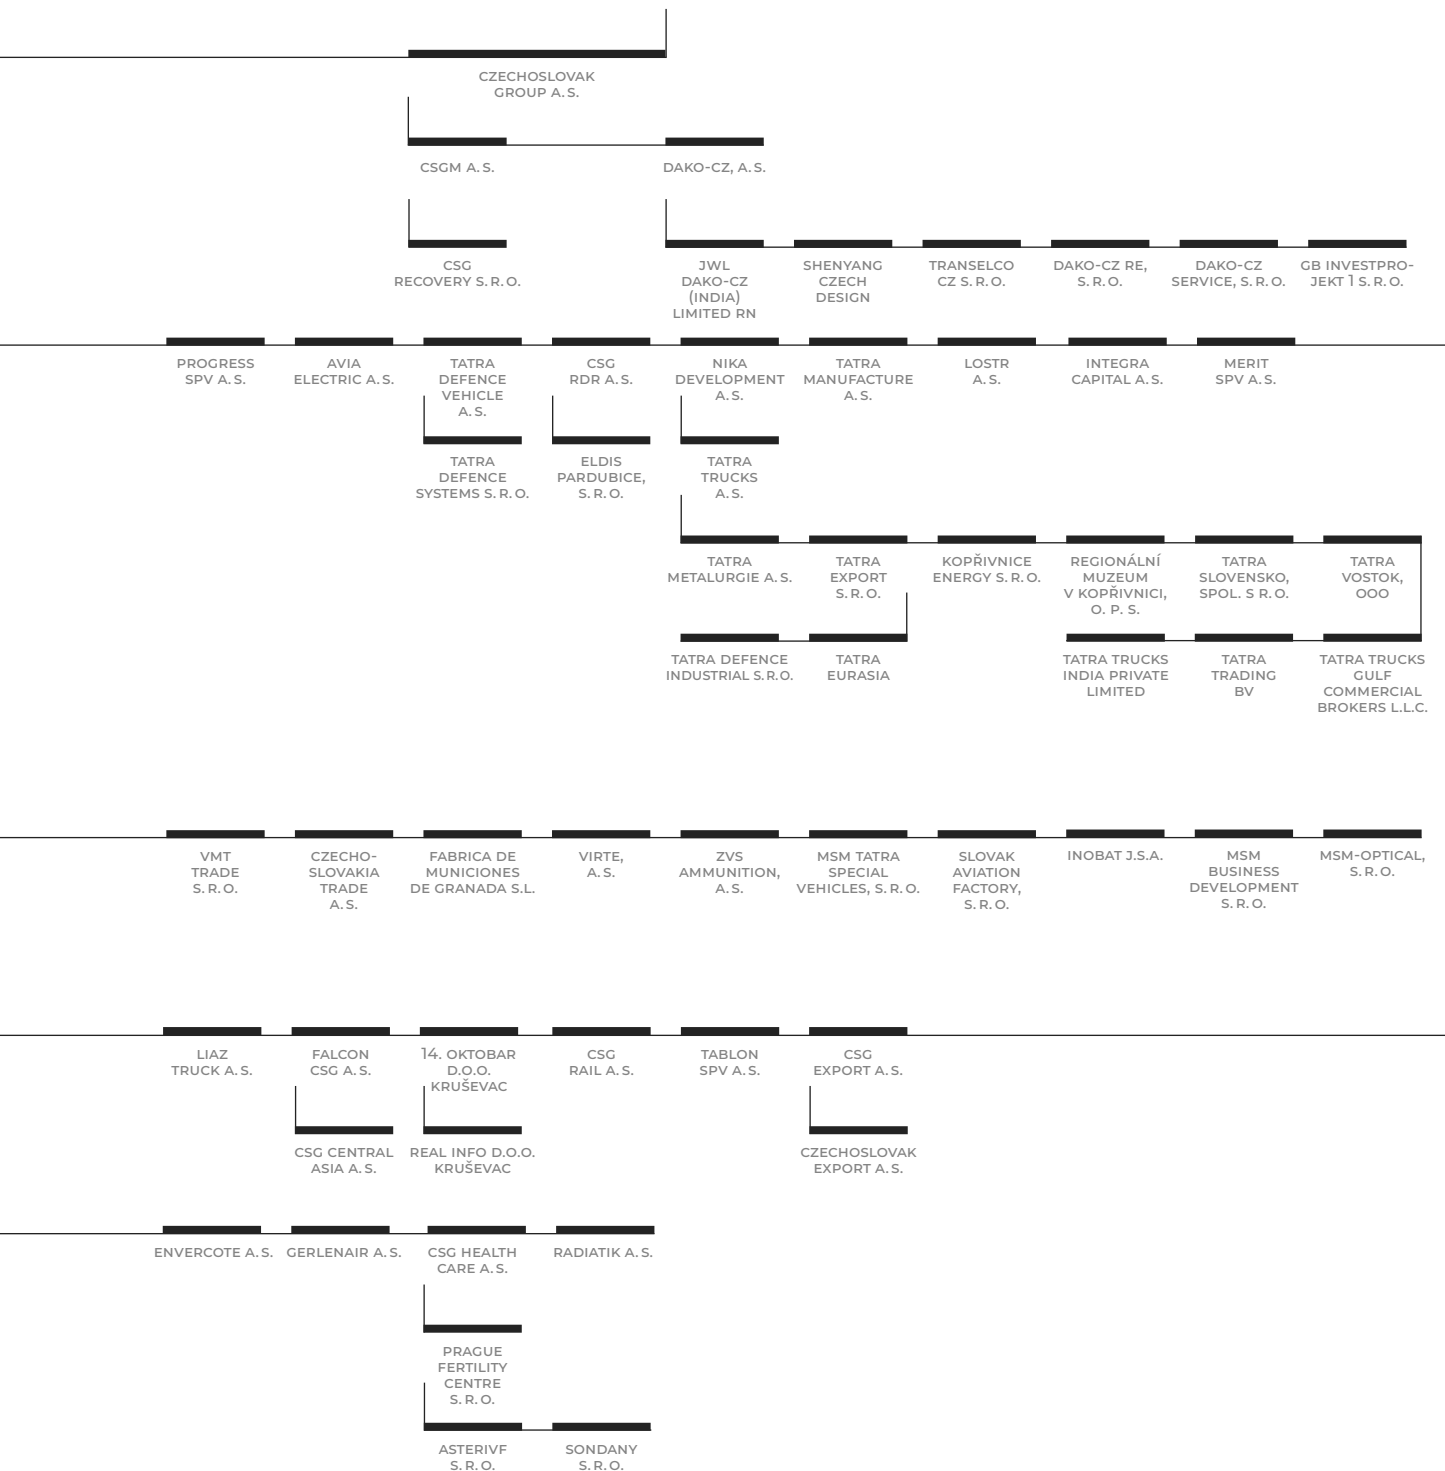 CZECHOSLOVAK
GROUP A. S.
CSGM A. S.
DAKO-CZ, A. S.
CSG
RECOVERY S. R. O.
JWL
DAKO-CZ
(INDIA)
LIMITED RN
SHENYANG
CZECH
DESIGN
TRANSELCO
CZ S. R. O.
DAKO-CZ RE,
S. R. O.
DAKO-CZ
SERVICE, S. R. O.
GB INVESTPRO-
JEKT 1 S. R. O.
PROGRESS
SPV A. S.
AVIA
ELECTRIC A. S.
TATRA
DEFENCE
VEHICLE
A. S.
CSG
RDR A. S.
NIKA
DEVELOPMENT
A. S.
TATRA
MANUFACTURE
A. S.
LOSTR
A. S.
INTEGRA
CAPITAL A. S.
MERIT
SPV A. S.
TATRA
DEFENCE
SYSTEMS S. R. O.
ELDIS
PARDUBICE,
S. R. O.
TATRA
TRUCKS
A. S.
TATRA
METALURGIE A. S.
TATRA
EXPORT
S. R. O.
KOPŘIVNICE
ENERGY S. R. O.
REGIONÁLNÍ
MUZEUM
V KOPŘIVNICI,
O. P. S.
TATRA
SLOVENSKO,
SPOL. S R. O.
TATRA
VOSTOK,
OOO
TATRA DEFENCE
INDUSTRIAL S.R.O.
TATRA
EURASIA
TATRA TRUCKS
INDIA PRIVATE
LIMITED
TATRA
TRADING
BV
TATRA TRUCKS
GULF
COMMERCIAL
BROKERS L.L.C.
VMT
TRADE
S. R. O.
CZECHO-
SLOVAKIA
TRADE
A. S.
FABRICA DE
MUNICIONES
DE GRANADA S.L.
VIRTE,
A. S.
ZVS
AMMUNITION,
A. S.
MSM TATRA
SPECIAL
VEHICLES, S. R. O.
SLOVAK
AVIATION
FACTORY,
S. R. O.
INOBAT J.S.A.
MSM
BUSINESS
DEVELOPMENT
S. R. O.
MSM-OPTICAL,
S. R. O.
LIAZ
TRUCK A. S.
FALCON
CSG A. S.
14. OKTOBAR
D.O.O.
KRUŠEVAC
CSG
RAIL A. S.
TABLON
SPV A. S.
CSG
EXPORT A. S.
CSG CENTRAL
ASIA A. S.
REAL INFO D.O.O.
KRUŠEVAC
CZECHOSLOVAK
EXPORT A. S.
ENVERCOTE A. S.
GERLENAIR A. S.
CSG HEALTH
CARE A. S.
RADIATIK A. S.
PRAGUE
FERTILITY
CENTRE
S. R. O.
ASTERIVF
S. R. O.
SONDANY
S. R. O.